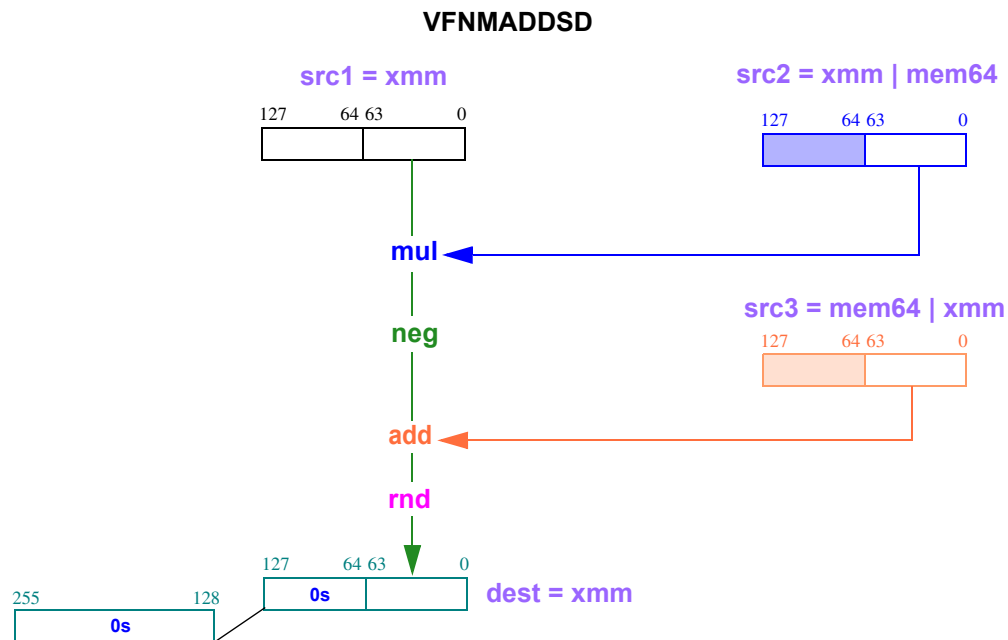 VFNMADDSD
src1 = xmm
src2 = xmm | mem64
127 64 63 0
127 64 63 0
mul
src3 = mem64 | xmm
neg
127 64 63 0
add
rnd
127 64 63 0
0s
dest = xmm
255 128
0s